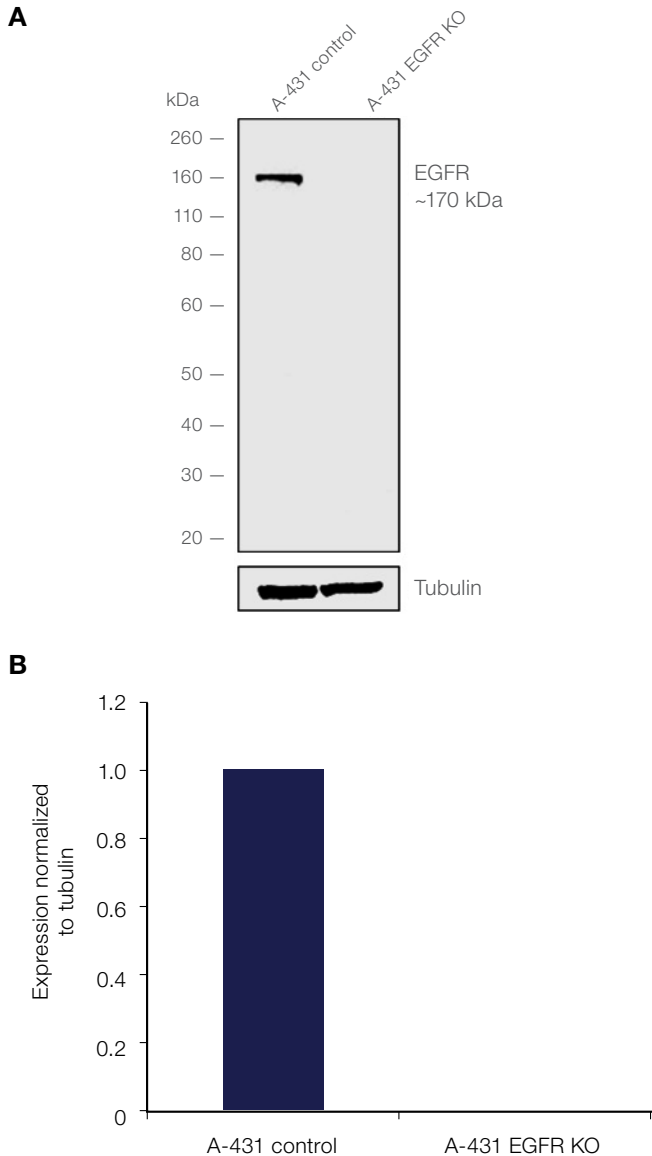 A
A-431 control
A-431 EGFR KO
kDa
260
160
110
80
60
50
40
30
20
EGFR
~170 kDa
Tubulin
B
1.2
1.0
0.8
0.6
0.4
0.2
0
Expression normalized
to tubulin
A-431 control
A-431 EGFR KO